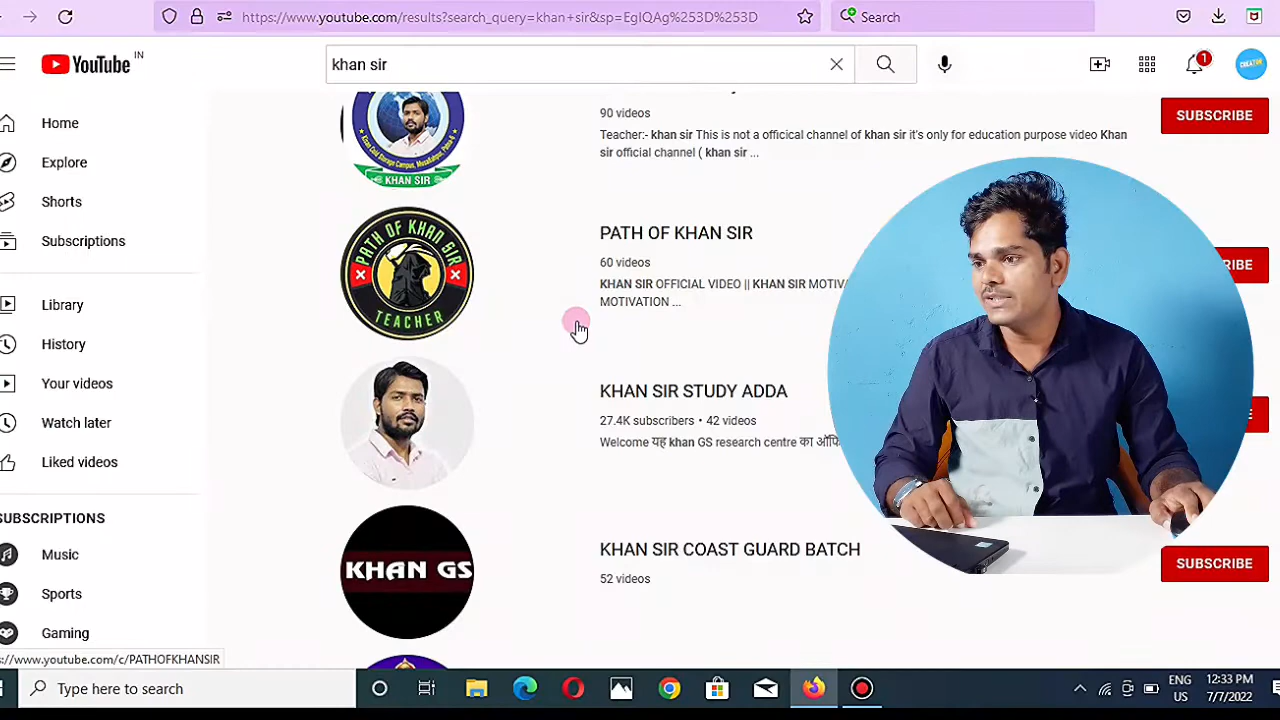 https://www.youtube.com/results?search_query=khan+sir&sp=EgIQAg%253D%253D
Search
YouTube IN
khan sir
1
CREATOR
Home
Explore
Shorts
Subscriptions
Library
History
Your videos
Watch later
Liked videos
SUBSCRIPTIONS
Music
Sports
Gaming
KHAN SIR
90 videos
Teacher:- khan sir This is not a officical channel of khan sir it's only for education purpose video Khan
sir official channel ( khan sir ...
SUBSCRIBE
PATH OF KHAN SIR
TEACHER
PATH OF KHAN SIR
60 videos
KHAN SIR OFFICIAL VIDEO || KHAN SIR
MOTIVATION ...
KHAN SIR STUDY ADDA
27.4K subscribers • 42 videos
Welcome यह khan GS research centre का
KHAN GS
KHAN SIR COAST GUARD BATCH
52 videos
SUBSCRIBE
://www.youtube.com/c/PATHOFKHANSIR
Type here to search
ENG
US
12:33 PM
7/7/2022